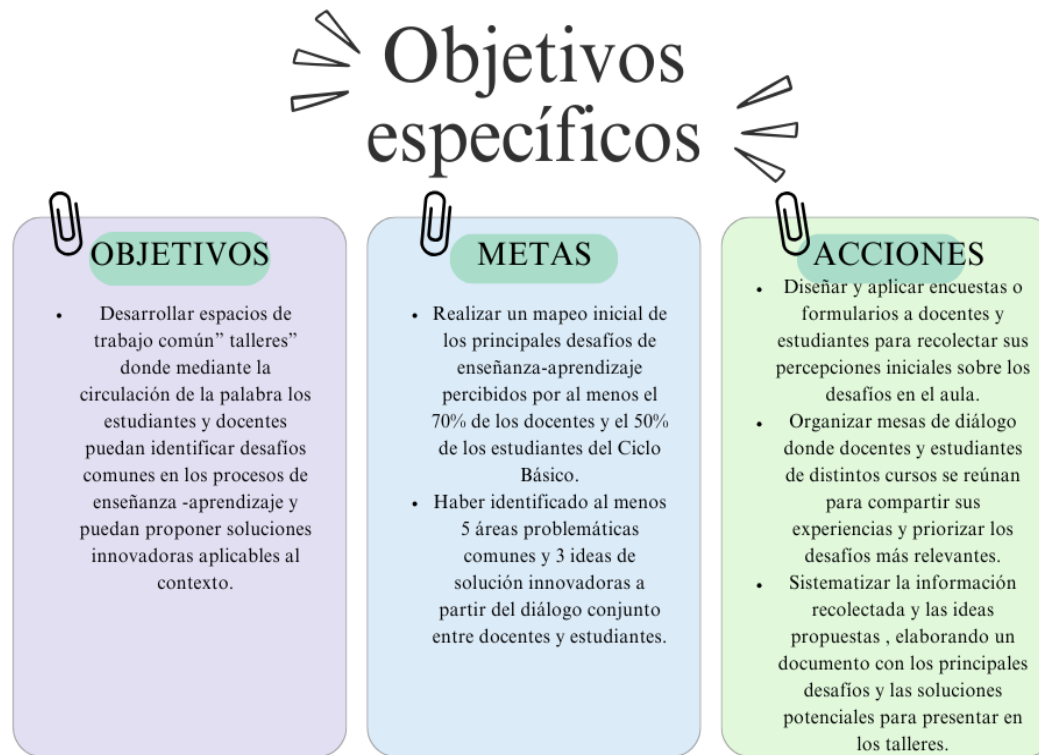 Objetivos
específicos
OBJETIVOS
• Desarrollar espacios de
trabajo común” talleres”
donde mediante la
circulación de la palabra los
estudiantes y docentes
puedan identificar desafíos
comunes en los procesos de
enseñanza -aprendizaje y
puedan proponer soluciones
innovadoras aplicables al
contexto.
METAS
• Realizar un mapeo inicial de
los principales desafíos de
enseñanza-aprendizaje
percibidos por al menos el
70% de los docentes y el 50%
de los estudiantes del Ciclo
Básico.
• Haber identificado al menos
5 áreas problemáticas
comunes y 3 ideas de
solución innovadoras a
partir del diálogo conjunto
entre docentes y estudiantes.
ACCIONES
• Diseñar y aplicar encuestas o
formularios a docentes y
estudiantes para recolectar sus
percepciones iniciales sobre los
desafíos en el aula.
• Organizar mesas de diálogo
donde docentes y estudiantes
de distintos cursos se reúnan
para compartir sus
experiencias y priorizar los
desafíos más relevantes.
• Sistematizar la información
recolectada y las ideas
propuestas , elaborando un
documento con los principales
desafíos y las soluciones
potenciales para presentar en
los talleres.